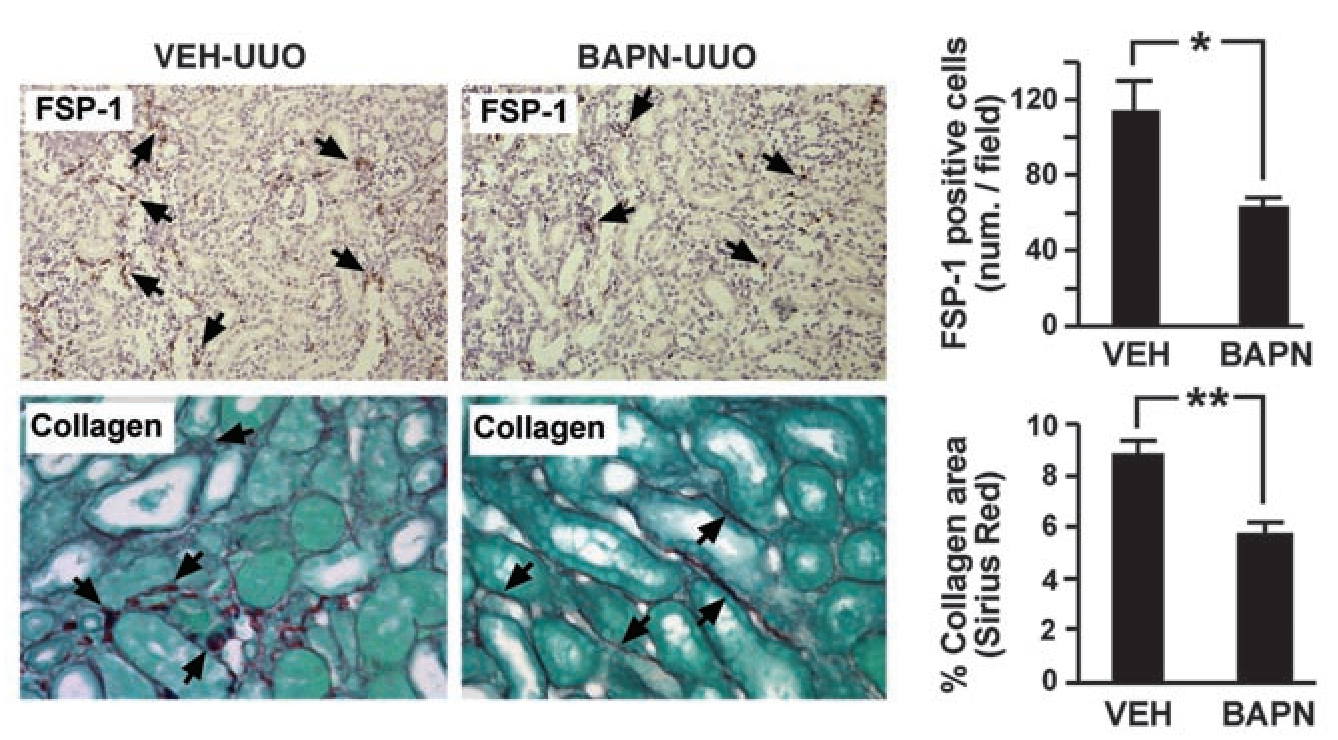 VEH-UUO
BAPN-UUO
FSP-1
FSP-1
Collagen
Collagen
FSP-1 positive cells
(num. / field)
120
80
40
0
*
VEH
BAPN
% Collagen area
(Sirius Red)
10
8
6
4
2
0
**
VEH
BAPN